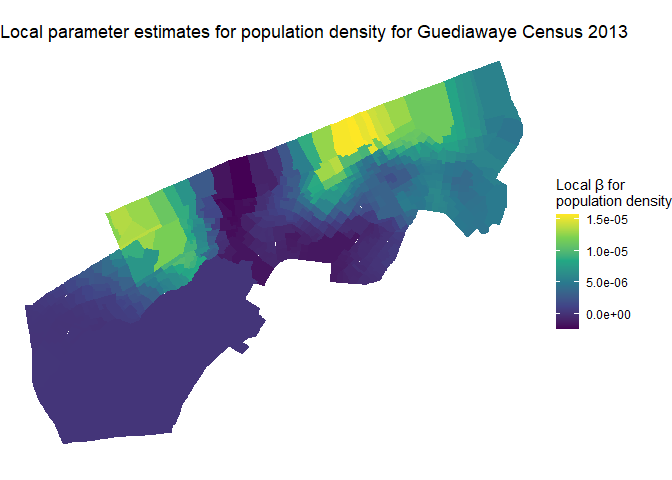 Local parameter estimates for population density for Guediawaye Census 2013
Local β for
population density
1.5e-05
1.0e-05
5.0e-06
0.0e+00